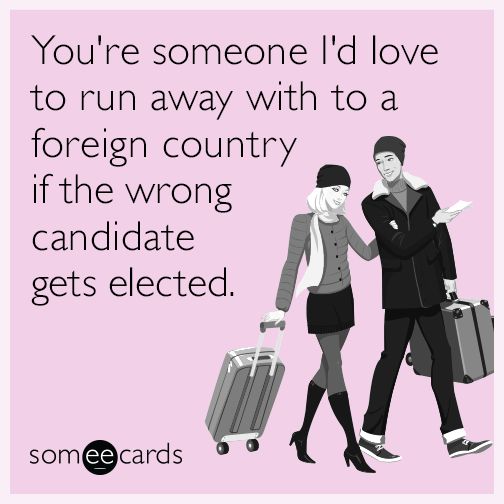 You're someone I'd love
to run away with to a
foreign country
if the wrong
candidate
gets elected.
someecards